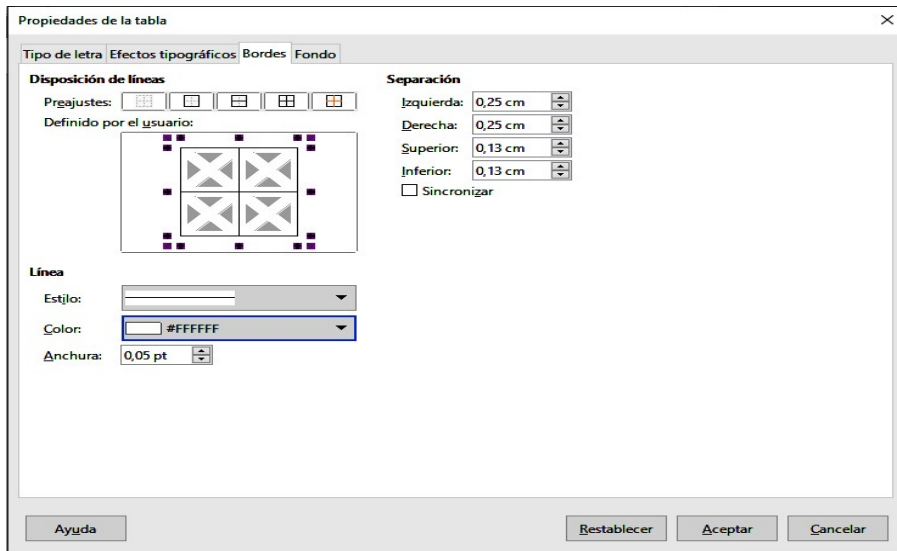 Propiedades de la tabla
Tipo de letra Efectos tipográficos Bordes Fondo
Disposición de líneas
Preajustes:
Definido por el usuario:
Línea
Estilo:
Color: #FFFFFF
Anchura: 0,05 pt
Separación
Izquierda: 0,25 cm
Derecha: 0,25 cm
Superior: 0,13 cm
Inferior: 0,13 cm
Sincronizar
Ayuda Restablecer Aceptar Cancelar